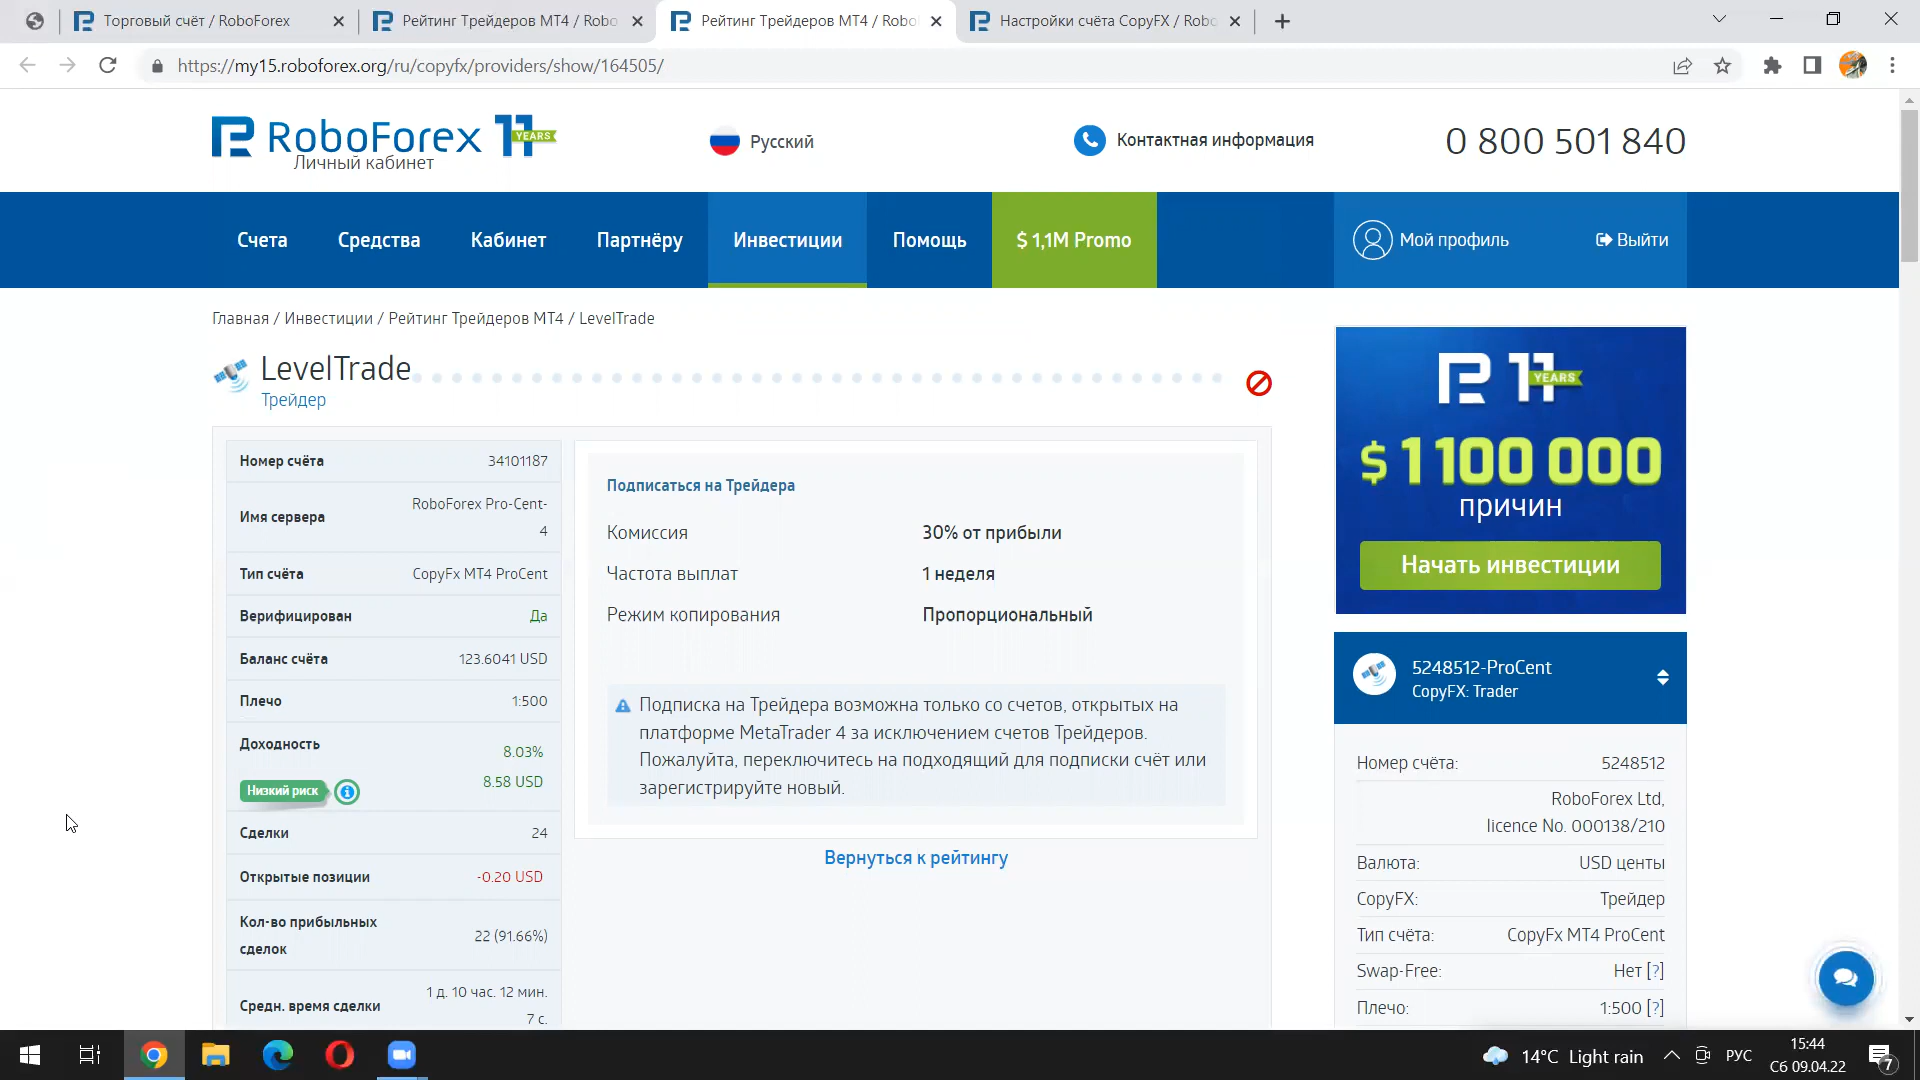 Торговый счёт / RoboForex
Рейтинг Трейдеров MT4 / Robo
Рейтинг Трейдеров MT4 / Robo
Настройки счёта CopyFX / Robo
https://my15.roboforex.org/ru/copyfx/providers/show/164505/
RoboForex 11 YEARS
Личный кабинет
Русский
Контактная информация
0 800 501 840
Счета
Средства
Кабинет
Партнёру
Инвестиции
Помощь
$ 1,1M Promo
Мой профиль
Выйти
Главная / Инвестиции / Рейтинг Трейдеров MT4 / LevelTrade
LevelTrade
Трейдер
Номер счёта 34101187
Имя сервера RoboForex Pro-Cent-
4
Тип счёта CopyFx MT4 ProCent
Верифицирован Да
Баланс счёта 123.6041 USD
Плечо 1:500
Доходность 8.03%
Низкий риск 8.58 USD
Сделки 24
Открытые позиции -0.20 USD
Кол-во прибыльных
сделок 22 (91.66%)
Средн. время сделки 1 д. 10 час. 12 мин.
7 с.
Подписаться на Трейдера
Комиссия 30% от прибыли
Частота выплат 1 неделя
Режим копирования Пропорциональный
Подписка на Трейдера возможна только со счетов, открытых на
платформе MetaTrader 4 за исключением счетов Трейдеров.
Пожалуйта, переключитесь на подходящий для подписки счёт или
зарегистрируйте новый.
Вернуться к рейтингу
11 YEARS
$ 1 100 000
причин
Начать инвестиции
5248512-ProCent
CopyFX: Trader
Номер счёта: 5248512
RoboForex Ltd,
licence No. 000138/210
Валюта: USD центы
CopyFX: Трейдер
Тип счёта: CopyFx MT4 ProCent
Swap-Free: Нет [?]
Плечо: 1:500 [?]
14°C Light rain
РУС
15:44
Сб 09.04.22
7